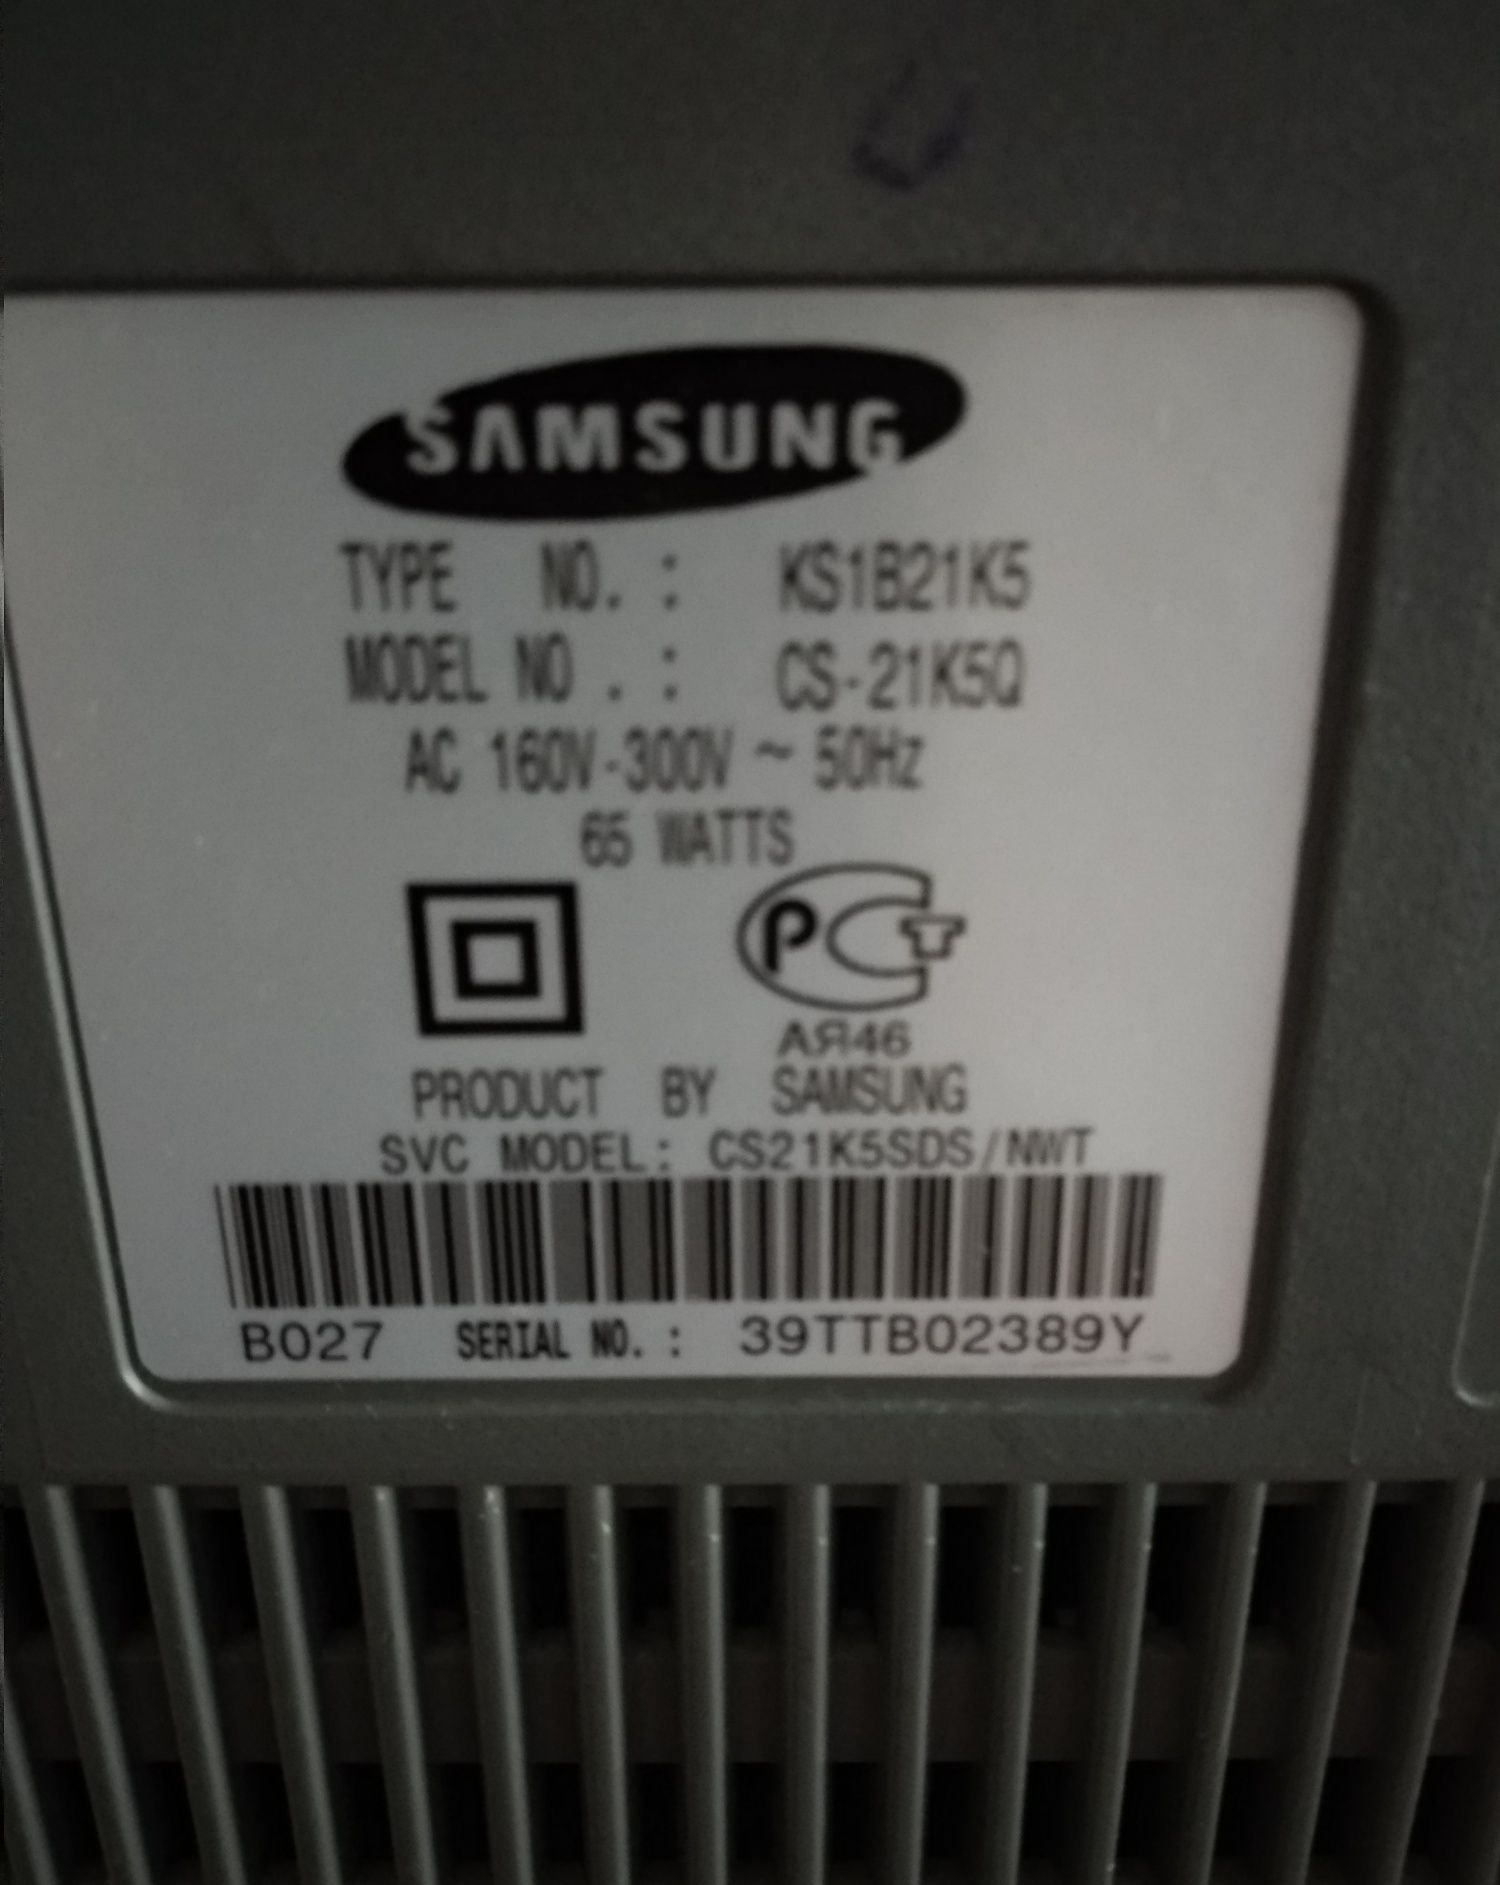 SAMSUNG
TYPE NO. : KS1B21K5
MODEL NO. : CS-21K5Q
AC 160V-300V ~ 50Hz
65 WATTS
РСТ
АЯ46
PRODUCT BY SAMSUNG
SVC MODEL: CS21K5SDS/NWT
B027 SERIAL NO. : 39TTB02389Y